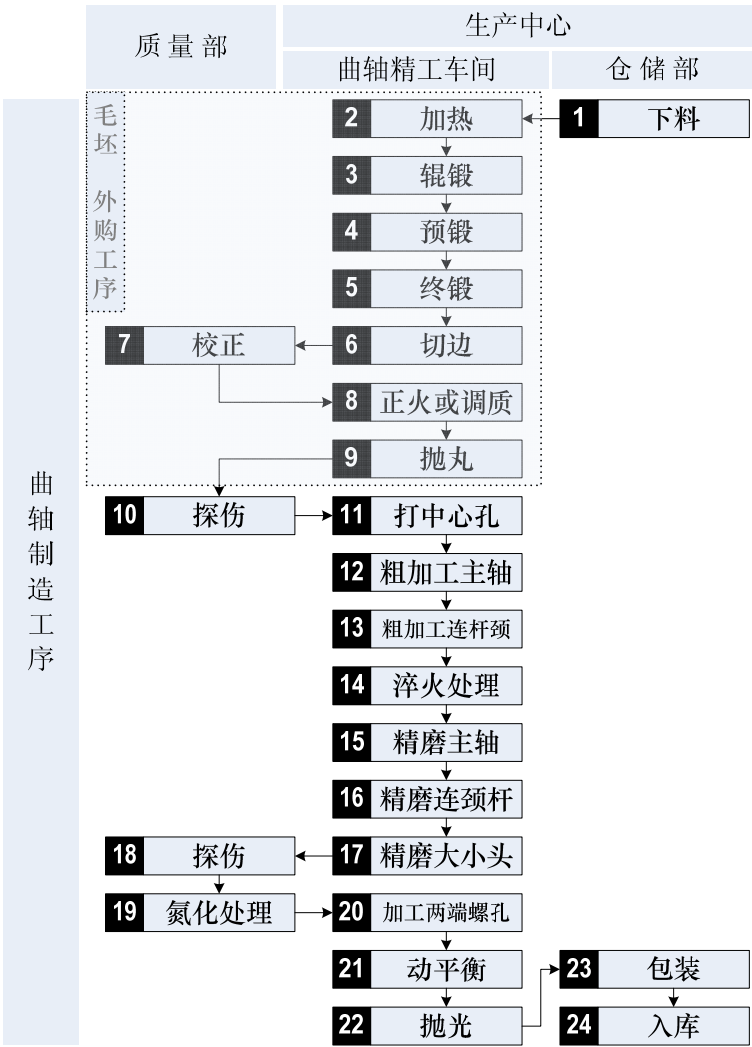 质量部
生产中心
曲轴精工车间
仓储部
曲轴制造工序
毛坯 外购工序
1 下料
2 加热
3 辊锻
4 预锻
5 终锻
6 切边
7 校正
8 正火或调质
9 抛丸
10 探伤
11 打中心孔
12 粗加工主轴
13 粗加工连杆颈
14 淬火处理
15 精磨主轴
16 精磨连颈杆
17 精磨大小头
18 探伤
19 氮化处理
20 加工两端螺孔
21 动平衡
22 抛光
23 包装
24 入库